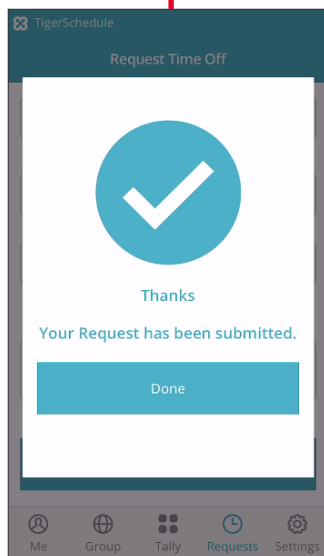 TigerSchedule
Request Time Off
Thanks
Your Request has been submitted.
Done
Me Group Tally Requests Settings